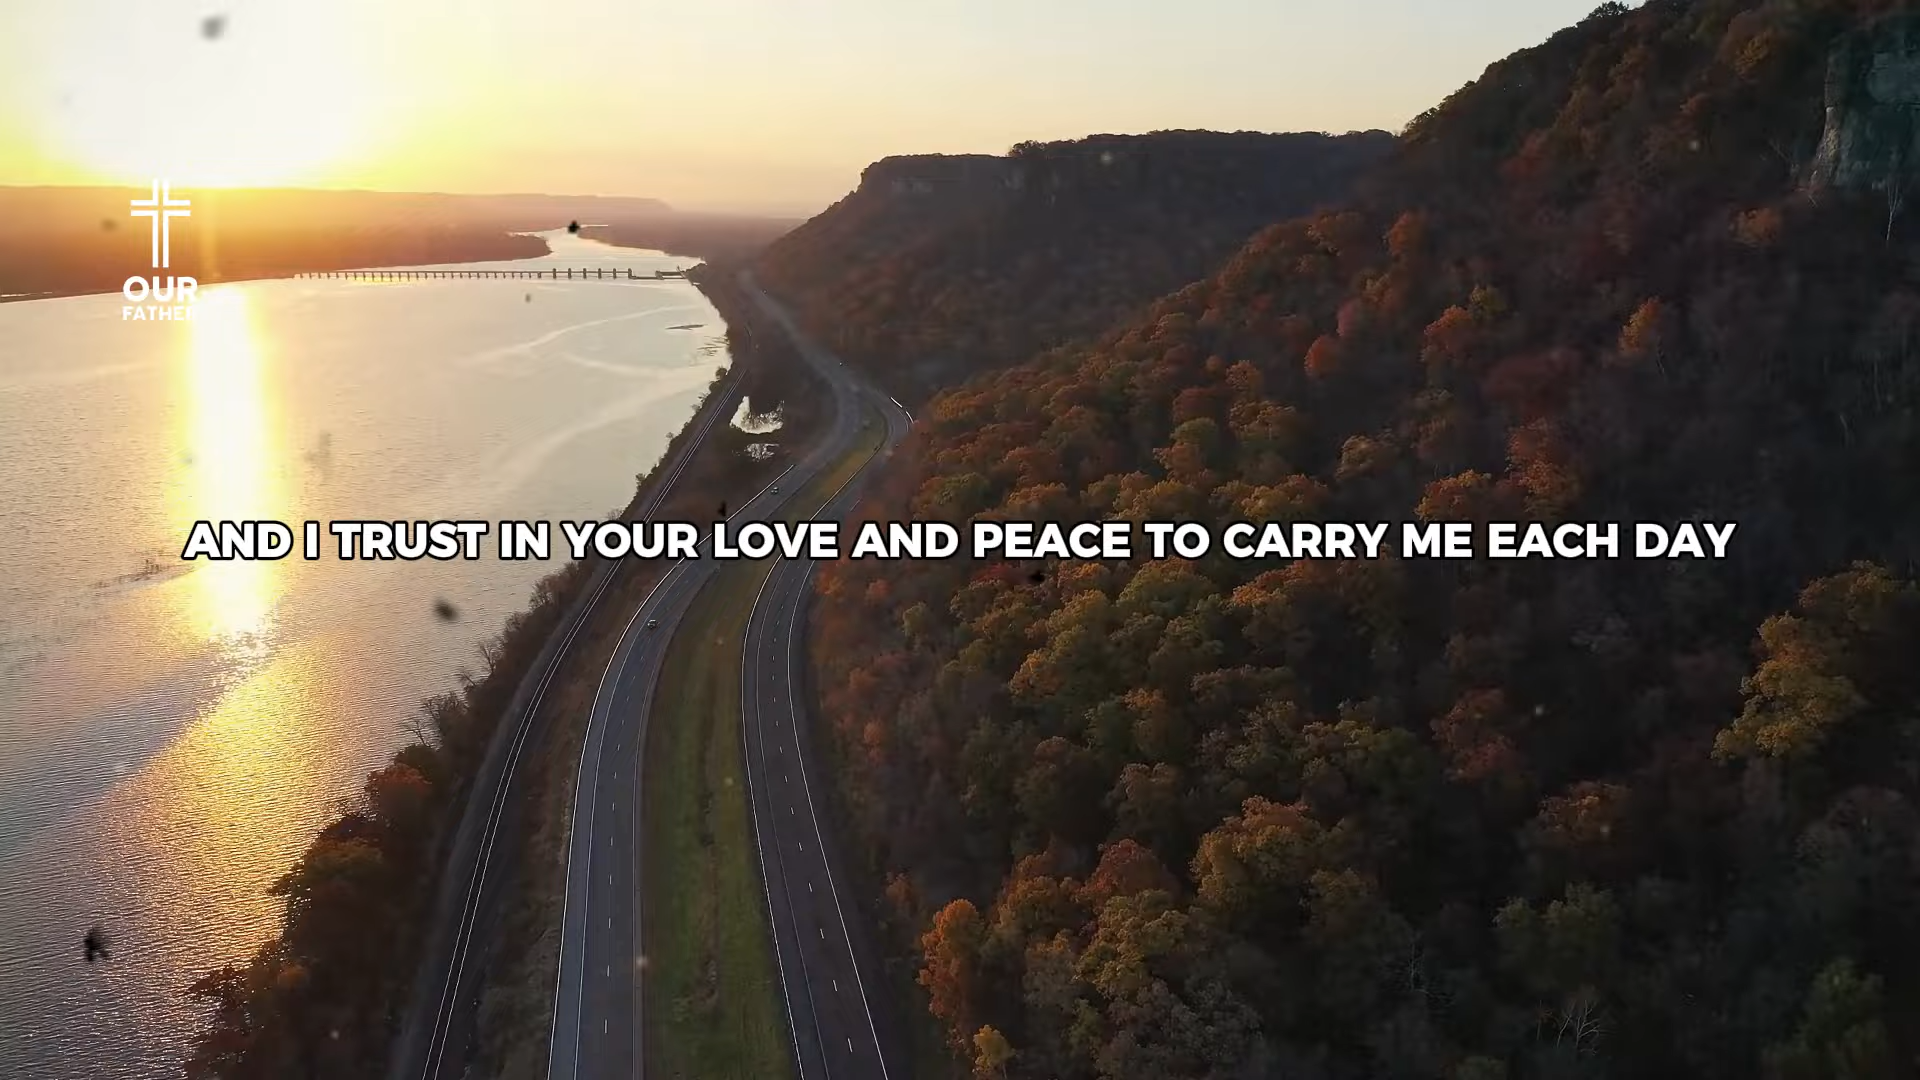 OUR
FATHER
AND I TRUST IN YOUR LOVE AND PEACE TO CARRY ME EACH DAY